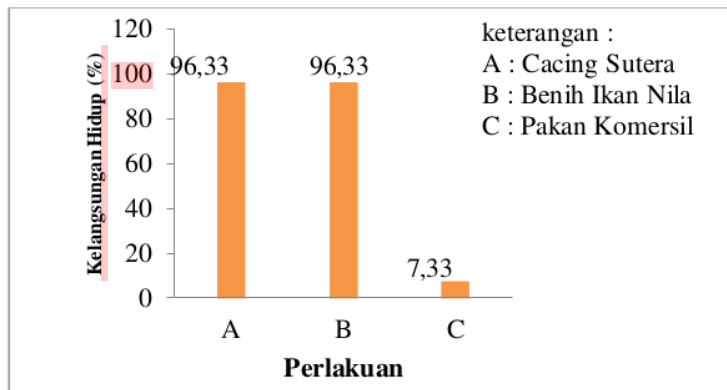 Kelangsungan Hidup (%)
120
100
80
60
40
20
0
96,33
96,33
7,33
A
B
C
Perlakuan
keterangan :
A : Cacing Sutera
B : Benih Ikan Nila
C : Pakan Komersil